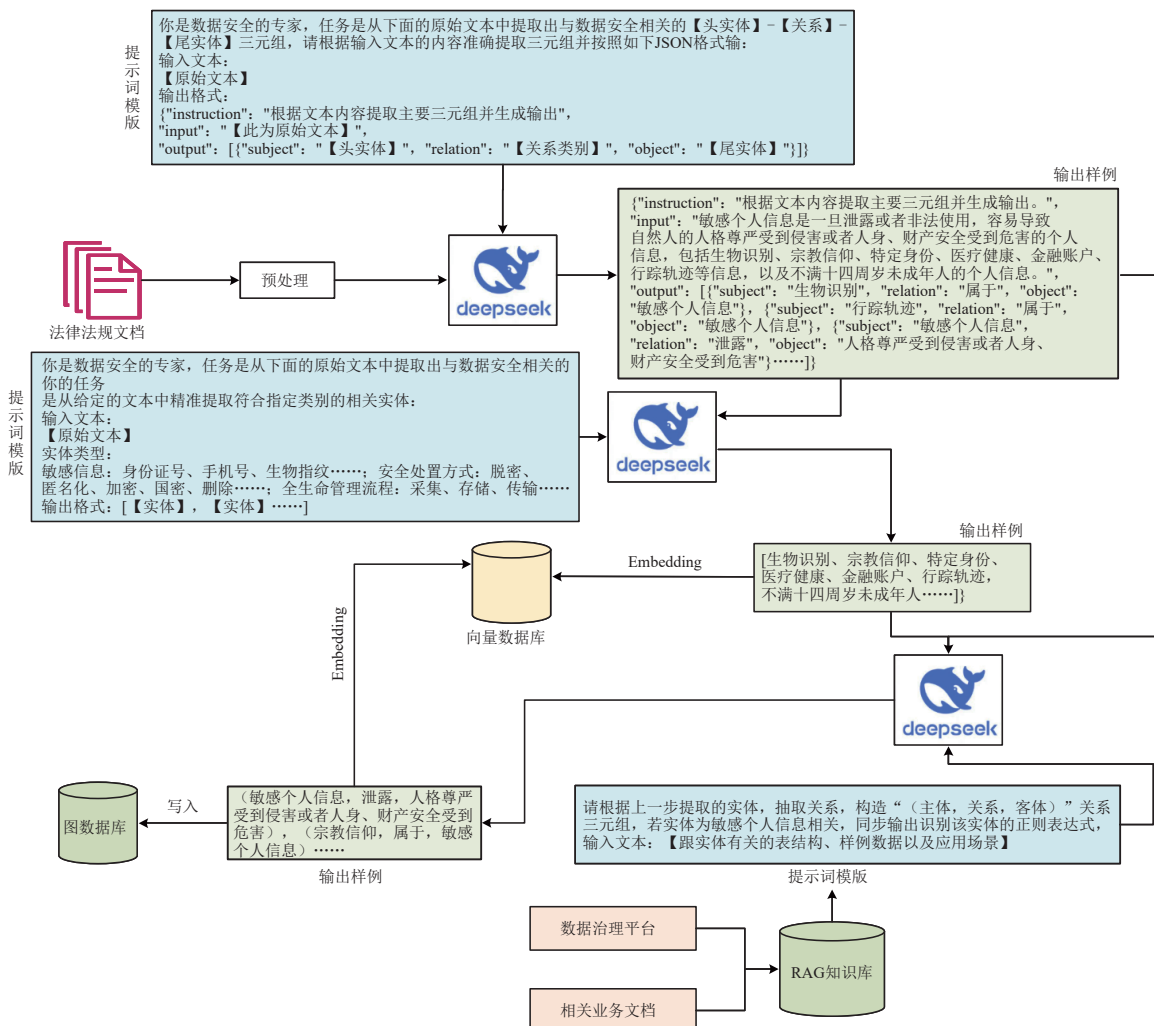 你是数据安全的专家，任务是从下面的原始文本中提取出与数据安全相关的【头实体】-【关系】-
【尾实体】三元组，请根据输入文本的内容准确提取三元组并按照如下JSON格式输：
输入文本：
【原始文本】
输出格式：
{"instruction"："根据文本内容提取主要三元组并生成输出"，
"input"："【此为原始文本】"，
"output"：[{"subject"："【头实体】"，"relation"："【关系类别】"，"object"："【尾实体】"}]}
提示词模版
输出样例
{"instruction"："根据文本内容提取主要三元组并生成输出。"，
"input"："敏感个人信息是一旦泄露或者非法使用，容易导致
自然人的人格尊严受到侵害或者人身、财产安全受到危害的个人
信息，包括生物识别、宗教信仰、特定身份、医疗健康、金融账户、
行踪轨迹等信息，以及不满十四周岁未成年人的个人信息。"，
"output"：[{"subject"："生物识别"，"relation"："属于"，"object"：
"敏感个人信息"}，{"subject"："行踪轨迹"，"relation"："属于"，
"object"："敏感个人信息"}，{"subject"："敏感个人信息"，
"relation"："泄露"，"object"："人格尊严受到侵害或者人身、
财产安全受到危害"}……]}
法律法规文档
预处理
deepseek
提示词模版
你是数据安全的专家，任务是从下面的原始文本中提取出与数据安全相关的
你的任务
是从给定的文本中精准提取符合指定类别的相关实体：
输入文本：
【原始文本】
实体类型：
敏感信息：身份证号、手机号、生物指纹……；安全处置方式：脱密、
匿名化、加密、国密、删除……；全生命管理流程：采集、存储、传输……
输出格式：[【实体】，【实体】……]
deepseek
输出样例
[生物识别、宗教信仰、特定身份、
医疗健康、金融账户、行踪轨迹，
不满十四周岁未成年人……]}
Embedding
向量数据库
Embedding
deepseek
图数据库
写入
（敏感个人信息，泄露，人格尊严
受到侵害或者人身、财产安全受到
危害），（宗教信仰，属于，敏感
个人信息）……
输出样例
请根据上一步提取的实体，抽取关系，构造“（主体，关系，客体）”关系
三元组，若实体为敏感个人信息相关，同步输出识别该实体的正则表达式，
输入文本：【跟实体有关的表结构、样例数据以及应用场景】
提示词模版
数据治理平台
相关业务文档
RAG知识库